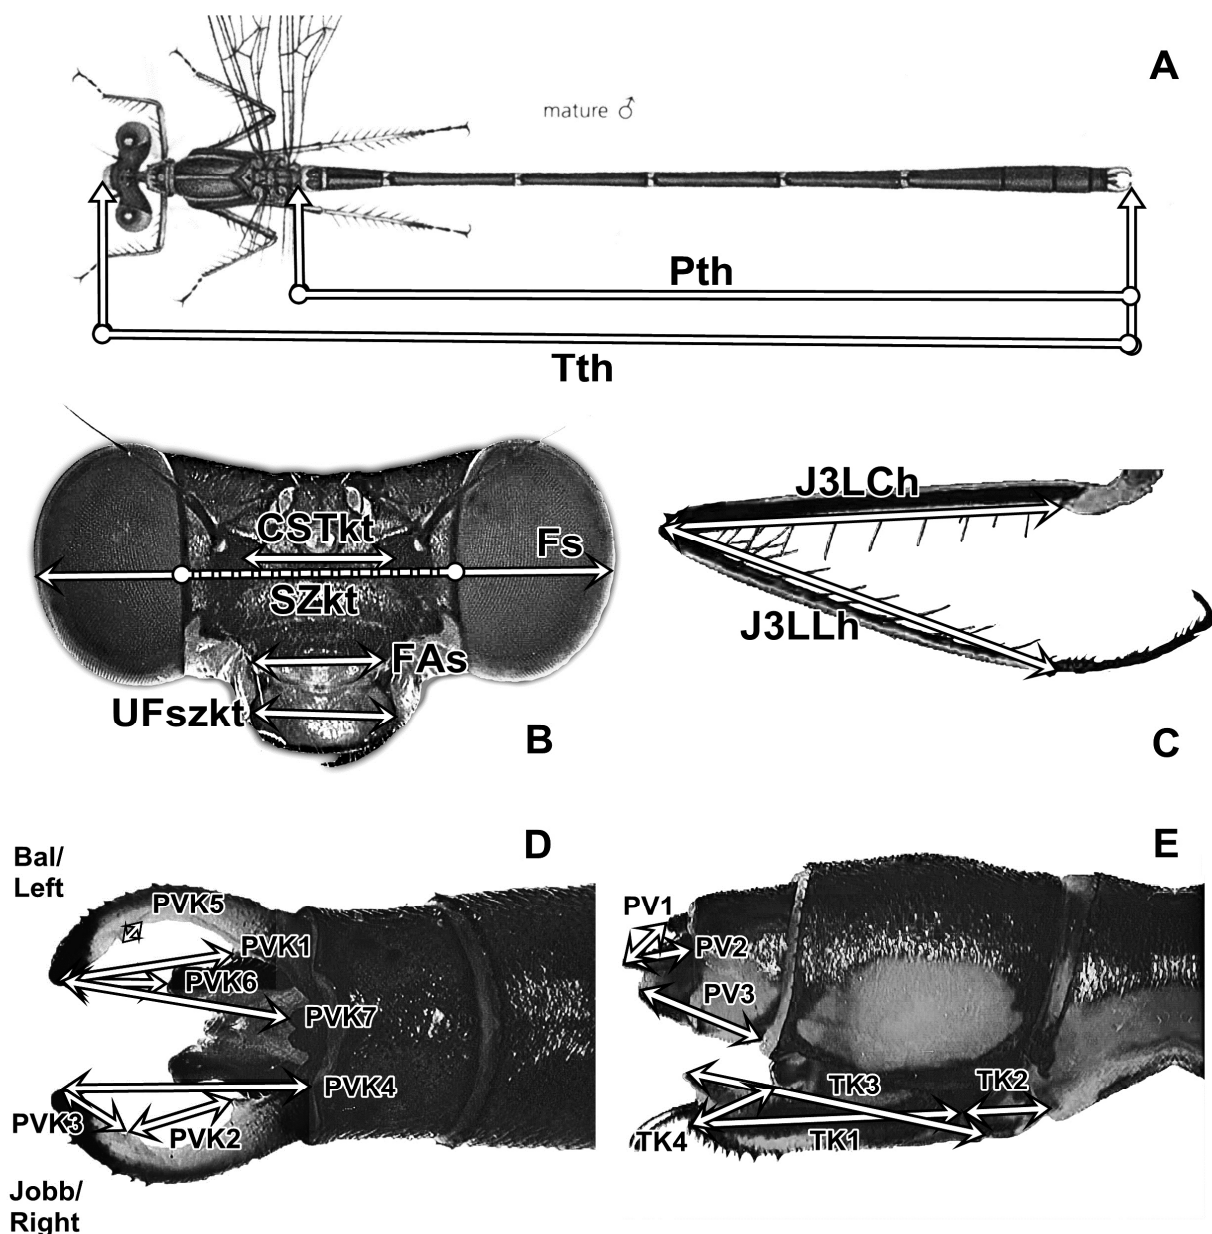 A
mature ♂
Pth
Tth
CSTkt
Fs
SZkt
FAs
UFszkt
B
J3LCh
J3LLh
C
Bal/
Left
D
PVK5
PVK1
PVK6
PVK7
PVK4
PVK3
PVK2
Jobb/
Right
E
PV1
PV2
PV3
TK3
TK2
TK4
TK1